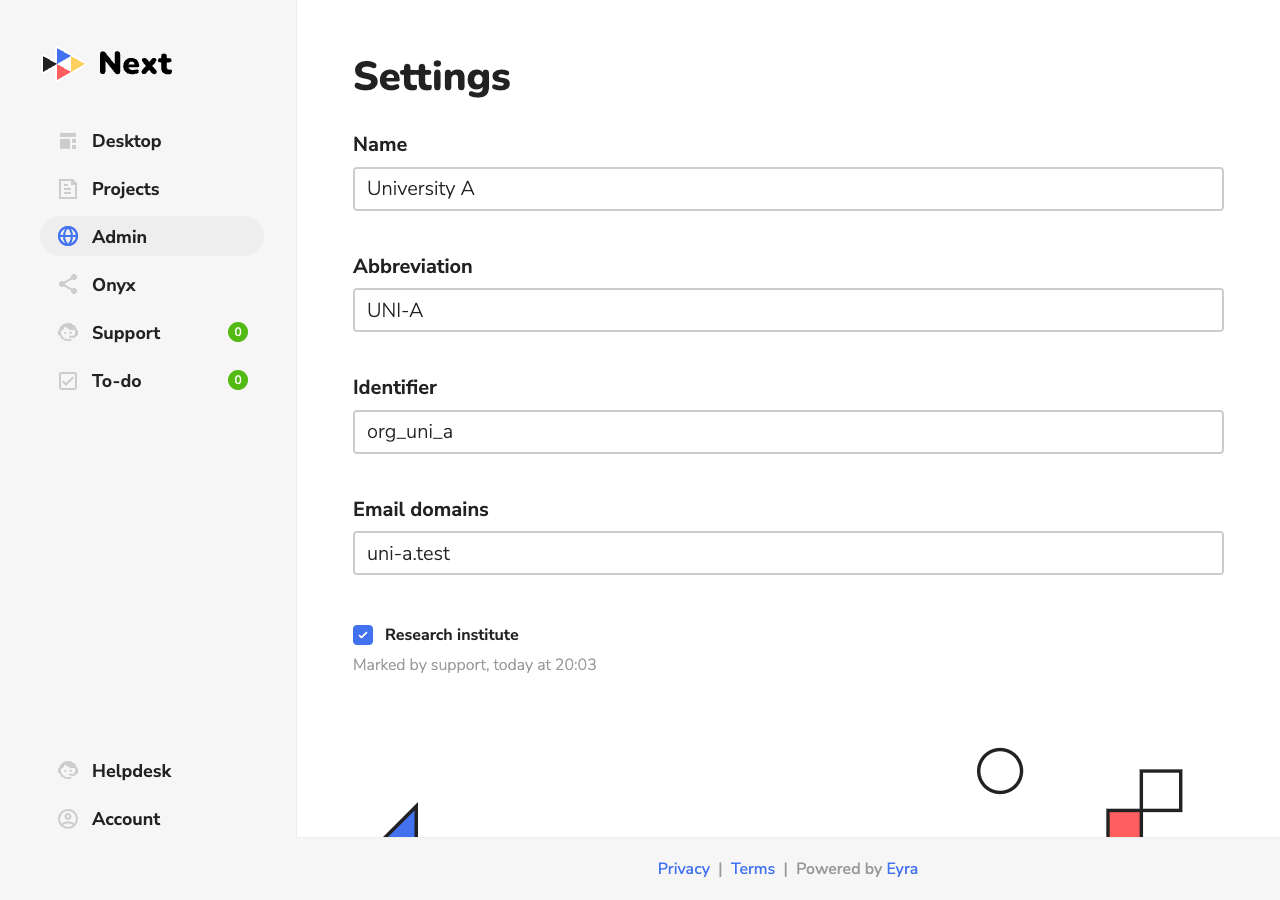 Next
Desktop
Projects
Admin
Onyx
Support 0
To-do 0
Helpdesk
Account
Settings
Name
University A
Abbreviation
UNI-A
Identifier
org_uni_a
Email domains
uni-a.test
Research institute
Marked by support, today at 20:03
Privacy | Terms | Powered by Eyra